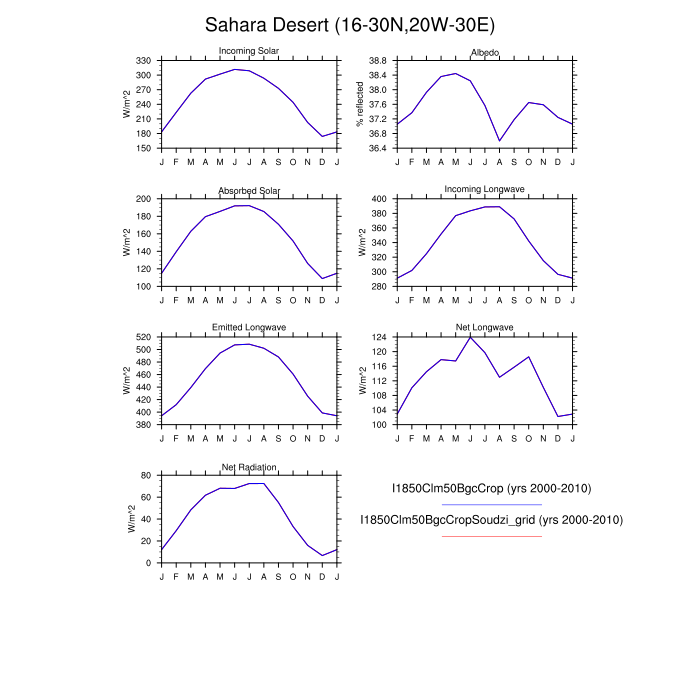 Sahara Desert (16-30N,20W-30E)
Incoming Solar
W/m^2
330
300
270
240
210
180
150
J F M A M J J A S O N D J
Albedo
% reflected
38.8
38.4
38.0
37.6
37.2
36.8
36.4
J F M A M J J A S O N D J
Absorbed Solar
W/m^2
200
180
160
140
120
100
J F M A M J J A S O N D J
Incoming Longwave
W/m^2
400
380
360
340
320
300
280
J F M A M J J A S O N D J
Emitted Longwave
W/m^2
520
500
480
460
440
420
400
380
J F M A M J J A S O N D J
Net Longwave
W/m^2
124
120
116
112
108
104
100
J F M A M J J A S O N D J
Net Radiation
W/m^2
80
60
40
20
0
J F M A M J J A S O N D J
I1850Clm50BgcCrop (yrs 2000-2010)
I1850Clm50BgcCropSoudzi_grid (yrs 2000-2010)